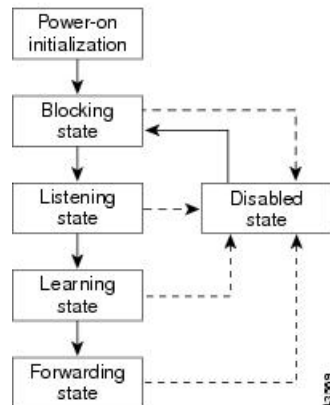 Power-on
initialization
Blocking
state
Listening
state
Disabled
state
Learning
state
Forwarding
state